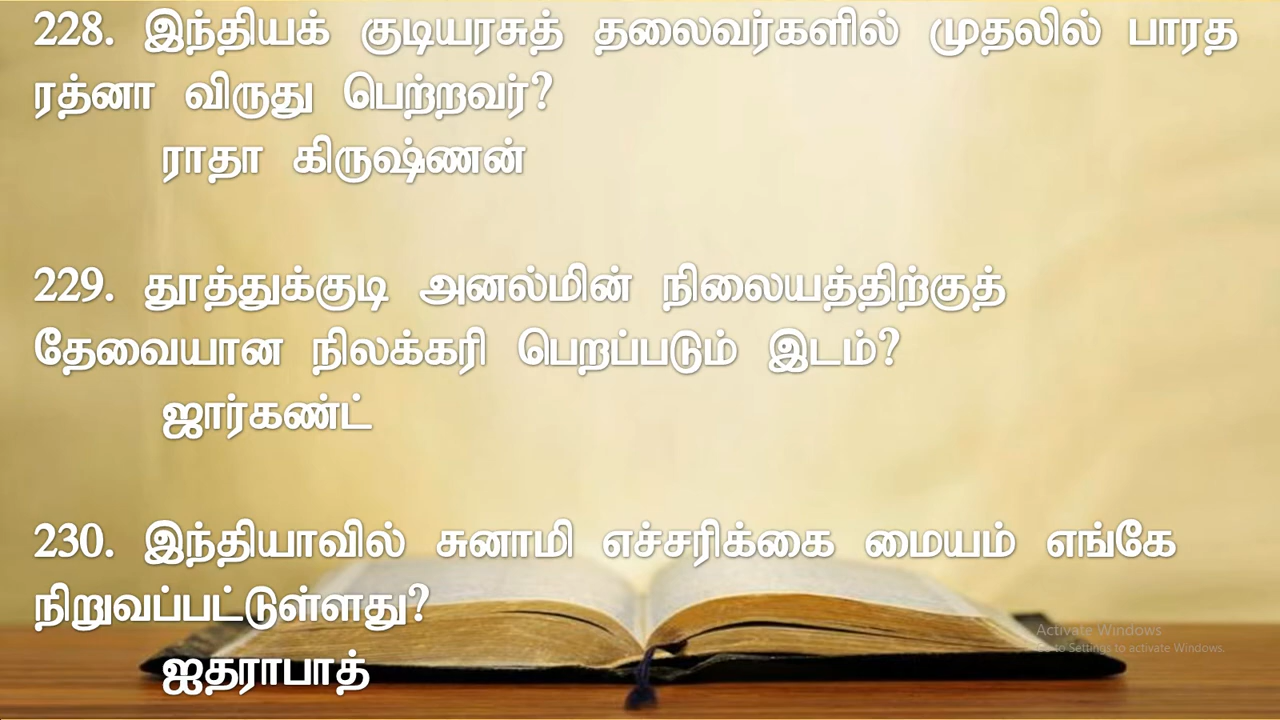 228. இந்தியக் குடியரசுத் தலைவர்களில் முதலில் பாரத
ரத்னா விருது பெற்றவர்?
ராதா கிருஷ்ணன்
229. தூத்துக்குடி அனல்மின் நிலையத்திற்குத்
தேவையான நிலக்கரி பெறப்படும் இடம்?
ஜார்கண்ட்
230. இந்தியாவில் சுனாமி எச்சரிக்கை மையம் எங்கே
நிறுவப்பட்டுள்ளது?
ஐதராபாத்
Activate Windows
Go to Settings to activate Windows.